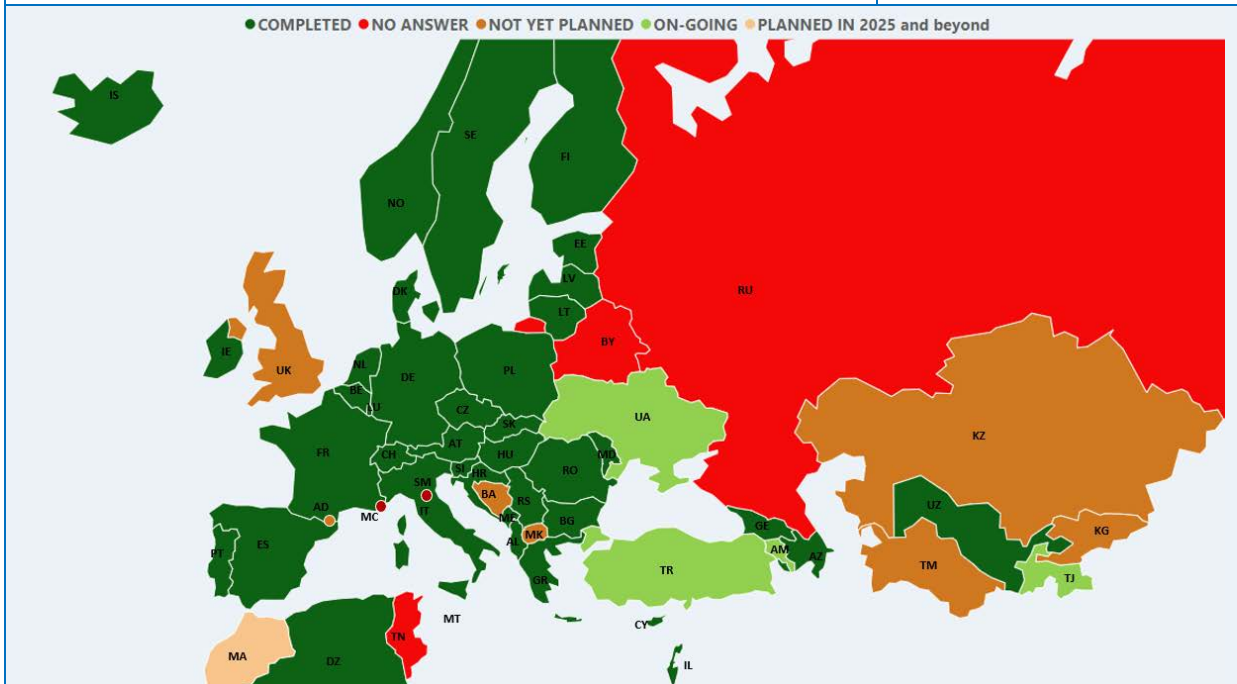 COMPLETED NO ANSWER NOT YET PLANNED ON-GOING PLANNED IN 2025 and beyond
IS
SE
FI
NO
EE
LV
DK
LT
RU
IE
BY
UK
NL
DE
PL
BE
LU
CZ
UA
SK
FR
CH
AT
HU
MD
KZ
SI
HR
RO
SM
BA
RS
AD
MC
IT
ME
BG
UZ
GE
KG
PT
ES
AL
MK
AM
AZ
TR
TM
TJ
GR
MT
CY
TN
MA
DZ
IL